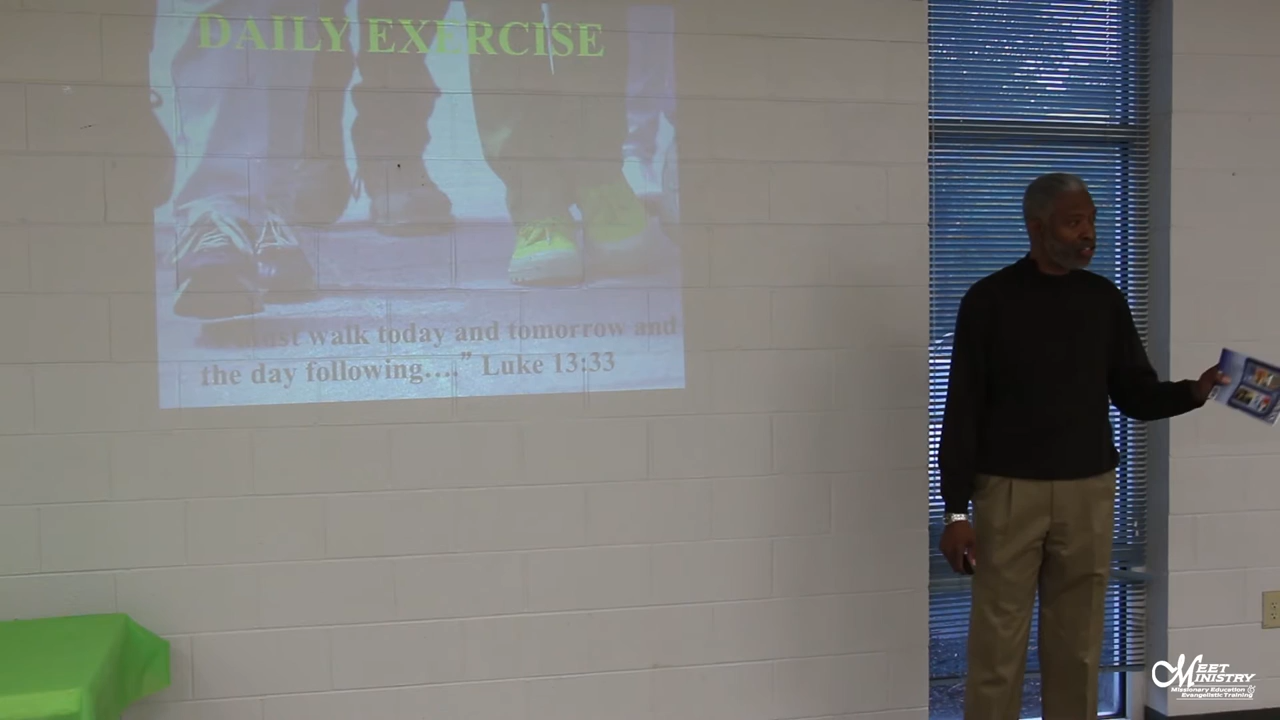 DAILY EXERCISE
walk today and tomorrow and
the day following...." Luke 13:33
MEET
MINISTRY
Missionary Education &
Evangelistic Training